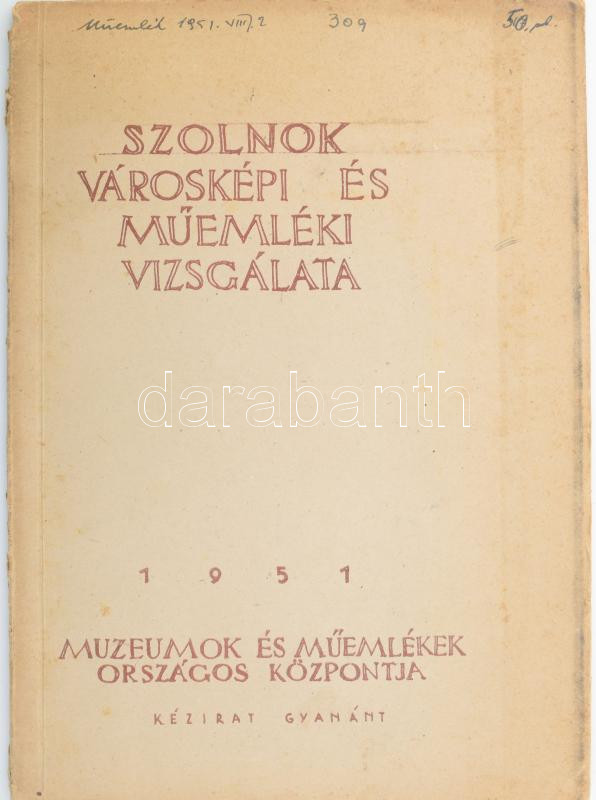 Műemlék 1951. VIII. 2 309 50. pl.
SZOLNOK
VÁROSKÉPI ÉS
MŰEMLÉKI
VIZSGÁLATA
darabanth
1951
MUZEUMOK ÉS MŰEMLÉKEK
ORSZÁGOS KÖZPONTJA
KÉZIRAT GYANÁNT